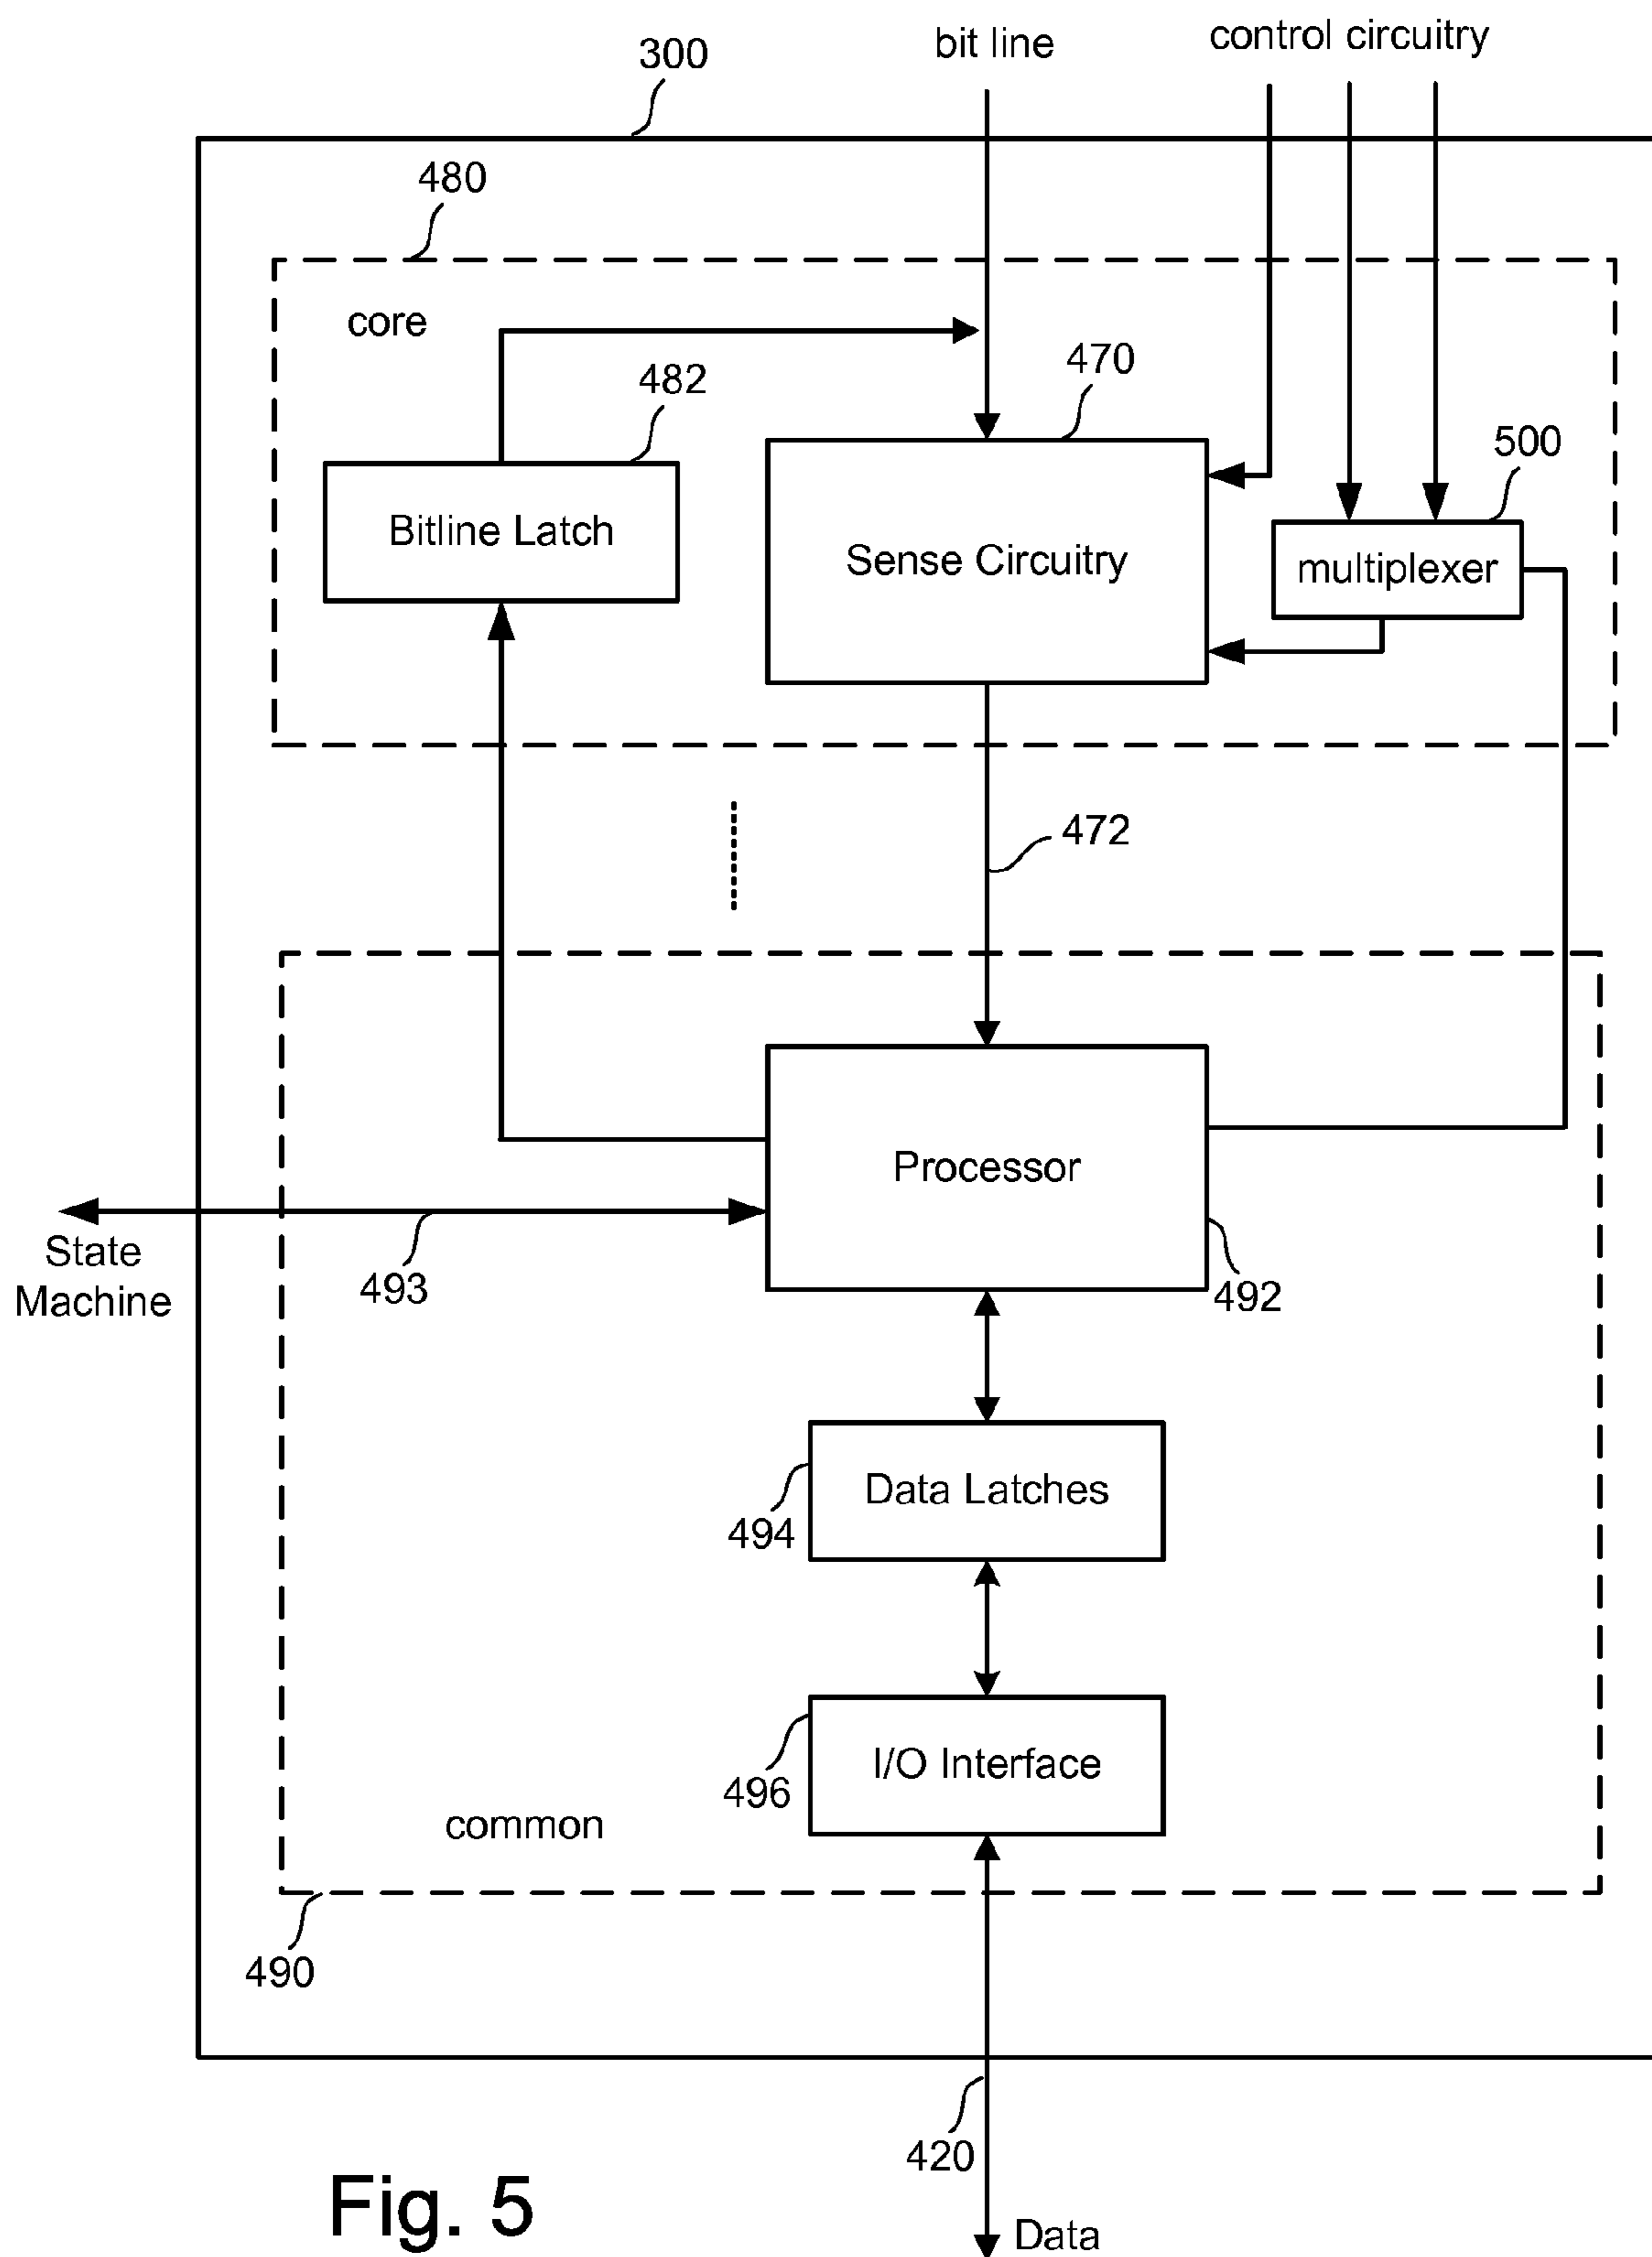 300
bit line
control circuitry
480
core
482
470
500
Bitline Latch
Sense Circuitry
multiplexer
472
Processor
State
Machine
493
492
Data Latches
494
I/O Interface
496
common
490
420
Fig. 5
Data